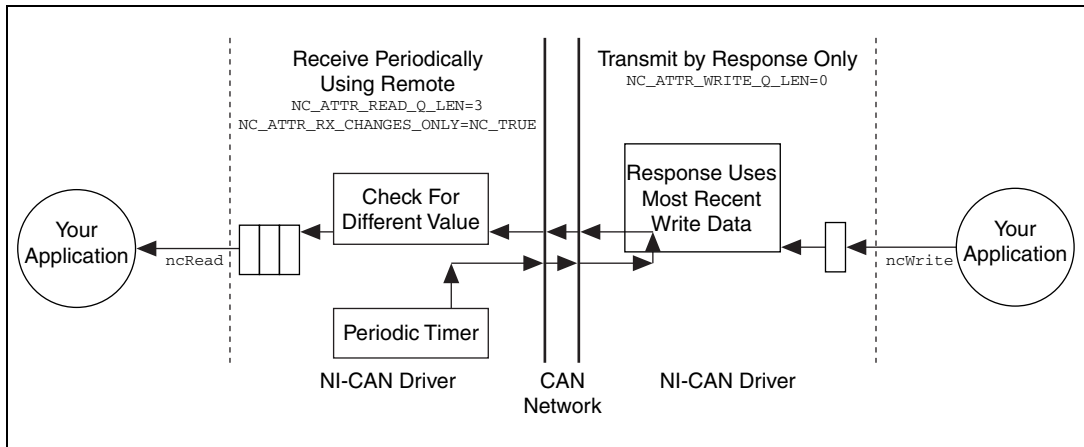 Receive Periodically
Using Remote
NC_ATTR_READ_Q_LEN=3
NC_ATTR_RX_CHANGES_ONLY=NC_TRUE
Transmit by Response Only
NC_ATTR_WRITE_Q_LEN=0
Your
Application
ncRead
Check For
Different Value
Periodic Timer
Response Uses
Most Recent
Write Data
ncWrite
Your
Application
NI-CAN Driver
CAN
Network
NI-CAN Driver